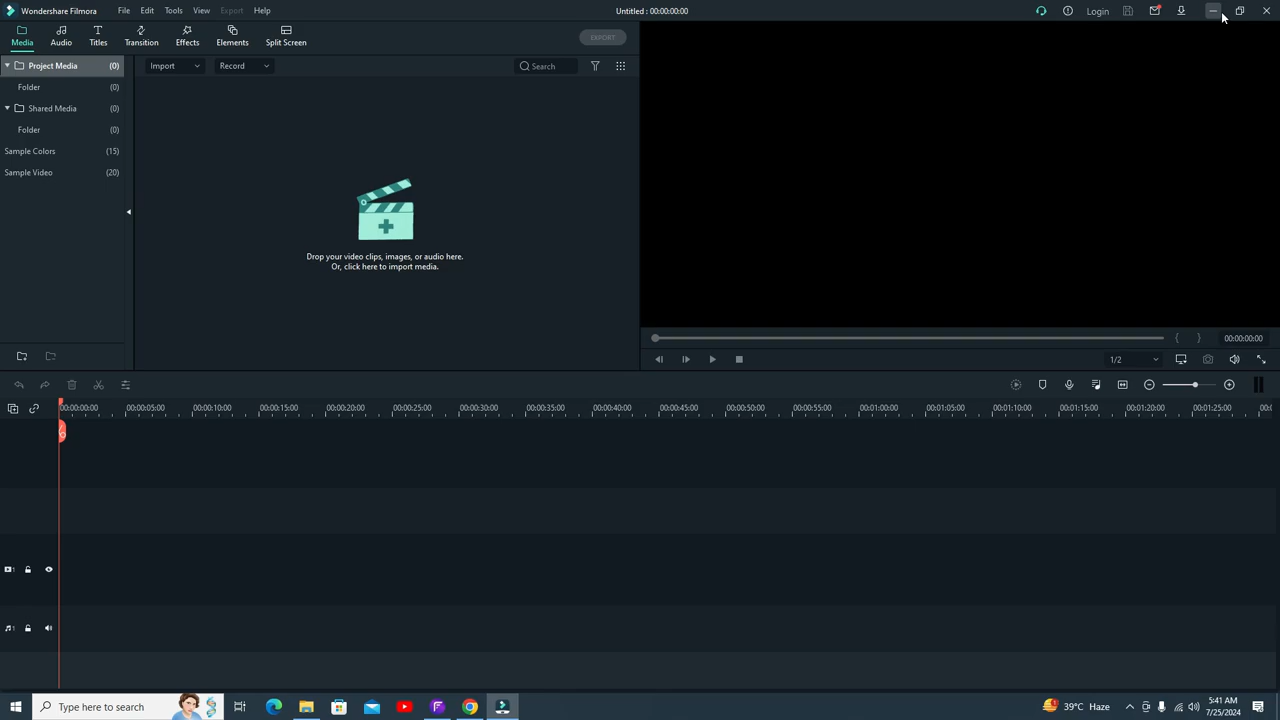 Wondershare Filmora File Edit Tools View Export Help Untitled : 00:00:00:00 Login
Media Audio Titles Transition Effects Elements Split Screen EXPORT
Project Media (0) Import Record Search
Folder (0)
Shared Media (0)
Folder (0)
Sample Colors (15)
Sample Video (20)
Drop your video clips, images, or audio here.
Or, click here to import media.
00:00:00:00
1/2
00:00:00:00 00:00:05:00 00:00:10:00 00:00:15:00 00:00:20:00 00:00:25:00 00:00:30:00 00:00:35:00 00:00:40:00 00:00:45:00 00:00:50:00 00:00:55:00 00:01:00:00 00:01:05:00 00:01:10:00 00:01:15:00 00:01:20:00 00:01:25:00
1
1
Type here to search 39°C Haze 5:41 AM
7/25/2024